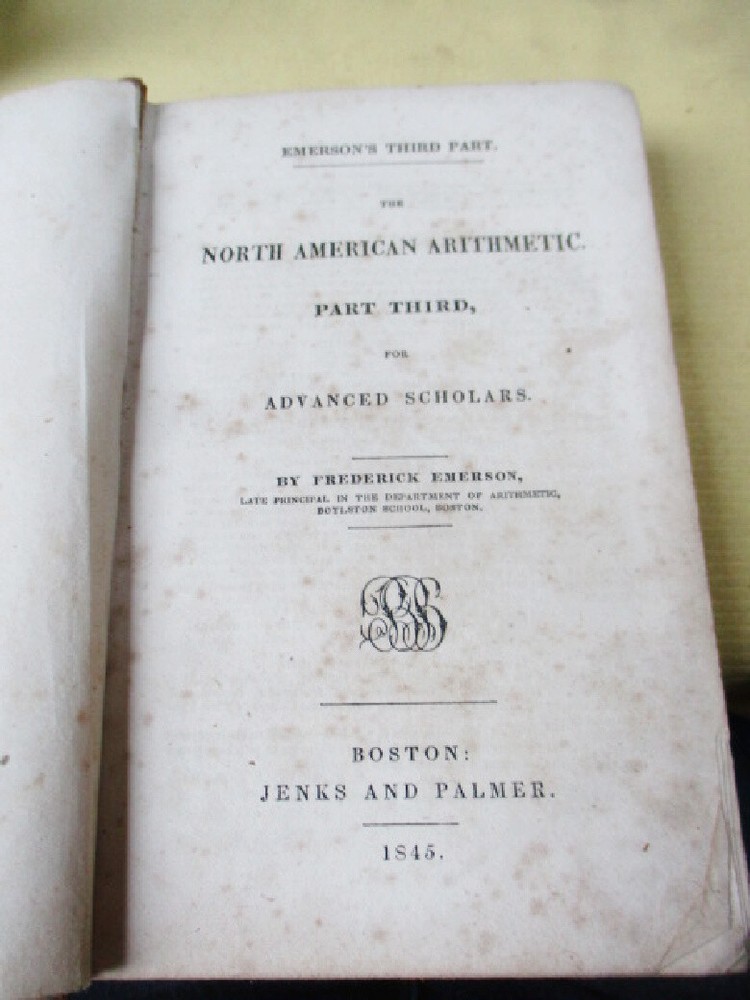 EMERSON'S THIRD PART.
THE
NORTH AMERICAN ARITHMETIC.
PART THIRD,
FOR
ADVANCED SCHOLARS.
BY FREDERICK EMERSON,
LATE PRINCIPAL IN THE DEPARTMENT OF ARITHMETIC,
BOYLSTON SCHOOL, BOSTON.
BOSTON:
JENKS AND PALMER.
1845.